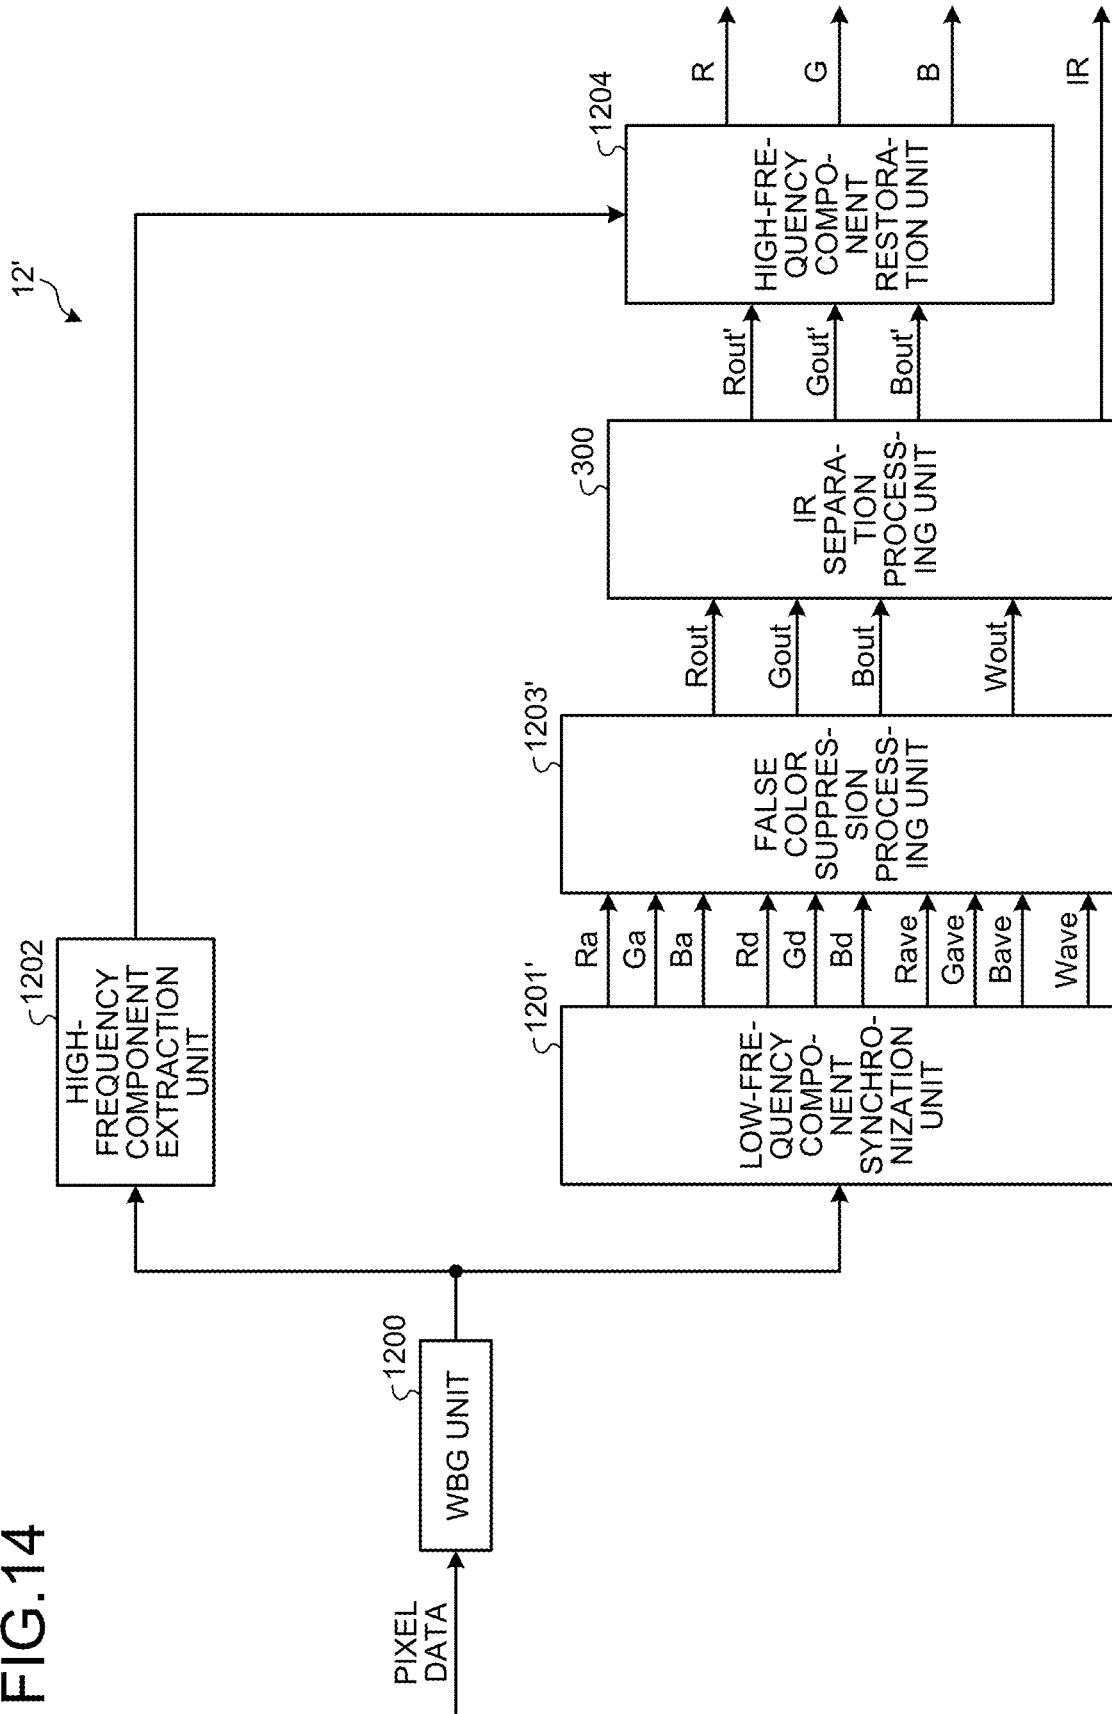 FIG.14
12'
PIXEL
DATA
1200
WBG UNIT
1202
HIGH-
FREQUENCY
COMPONENT
EXTRACTION
UNIT
1201'
LOW-FRE-
QUENCY
COMPO-
NENT
SYNCHRO-
NIZATION
UNIT
Ra
Ga
Ba
Rd
Gd
Bd
Rave
Gave
Bave
Wave
1203'
FALSE
COLOR
SUPPRES-
SION
PROCESS-
ING UNIT
Rout
Gout
Bout
Wout
300
IR
SEPARA-
TION
PROCESS-
ING UNIT
Rout'
Gout'
Bout'
1204
HIGH-FRE-
QUENCY
COMPO-
NENT
RESTORA-
TION UNIT
R
G
B
IR